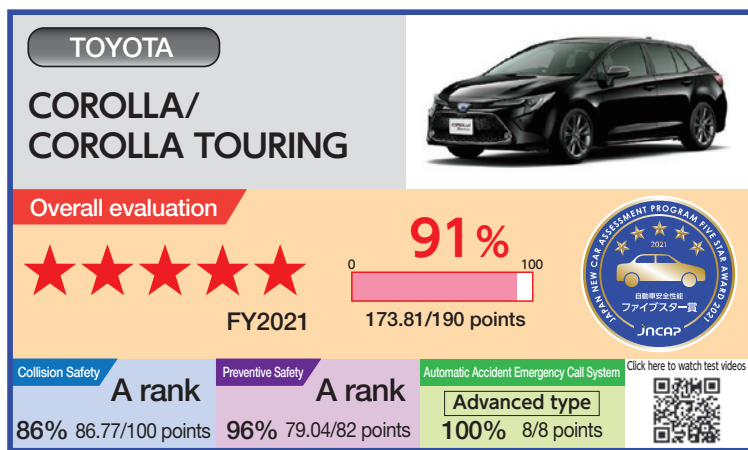 TOYOTA
COROLLA/
COROLLA TOURING
Overall evaluation
91%
0 100
173.81/190 points
FY2021
JAPAN NEW CAR ASSESSMENT PROGRAM FIVE STAR AWARD 2021
2021
自動車安全性能
ファイブスター賞
JNCAP
Collision Safety
A rank
86% 86.77/100 points
Preventive Safety
A rank
96% 79.04/82 points
Automatic Accident Emergency Call System
Advanced type
100% 8/8 points
Click here to watch test videos